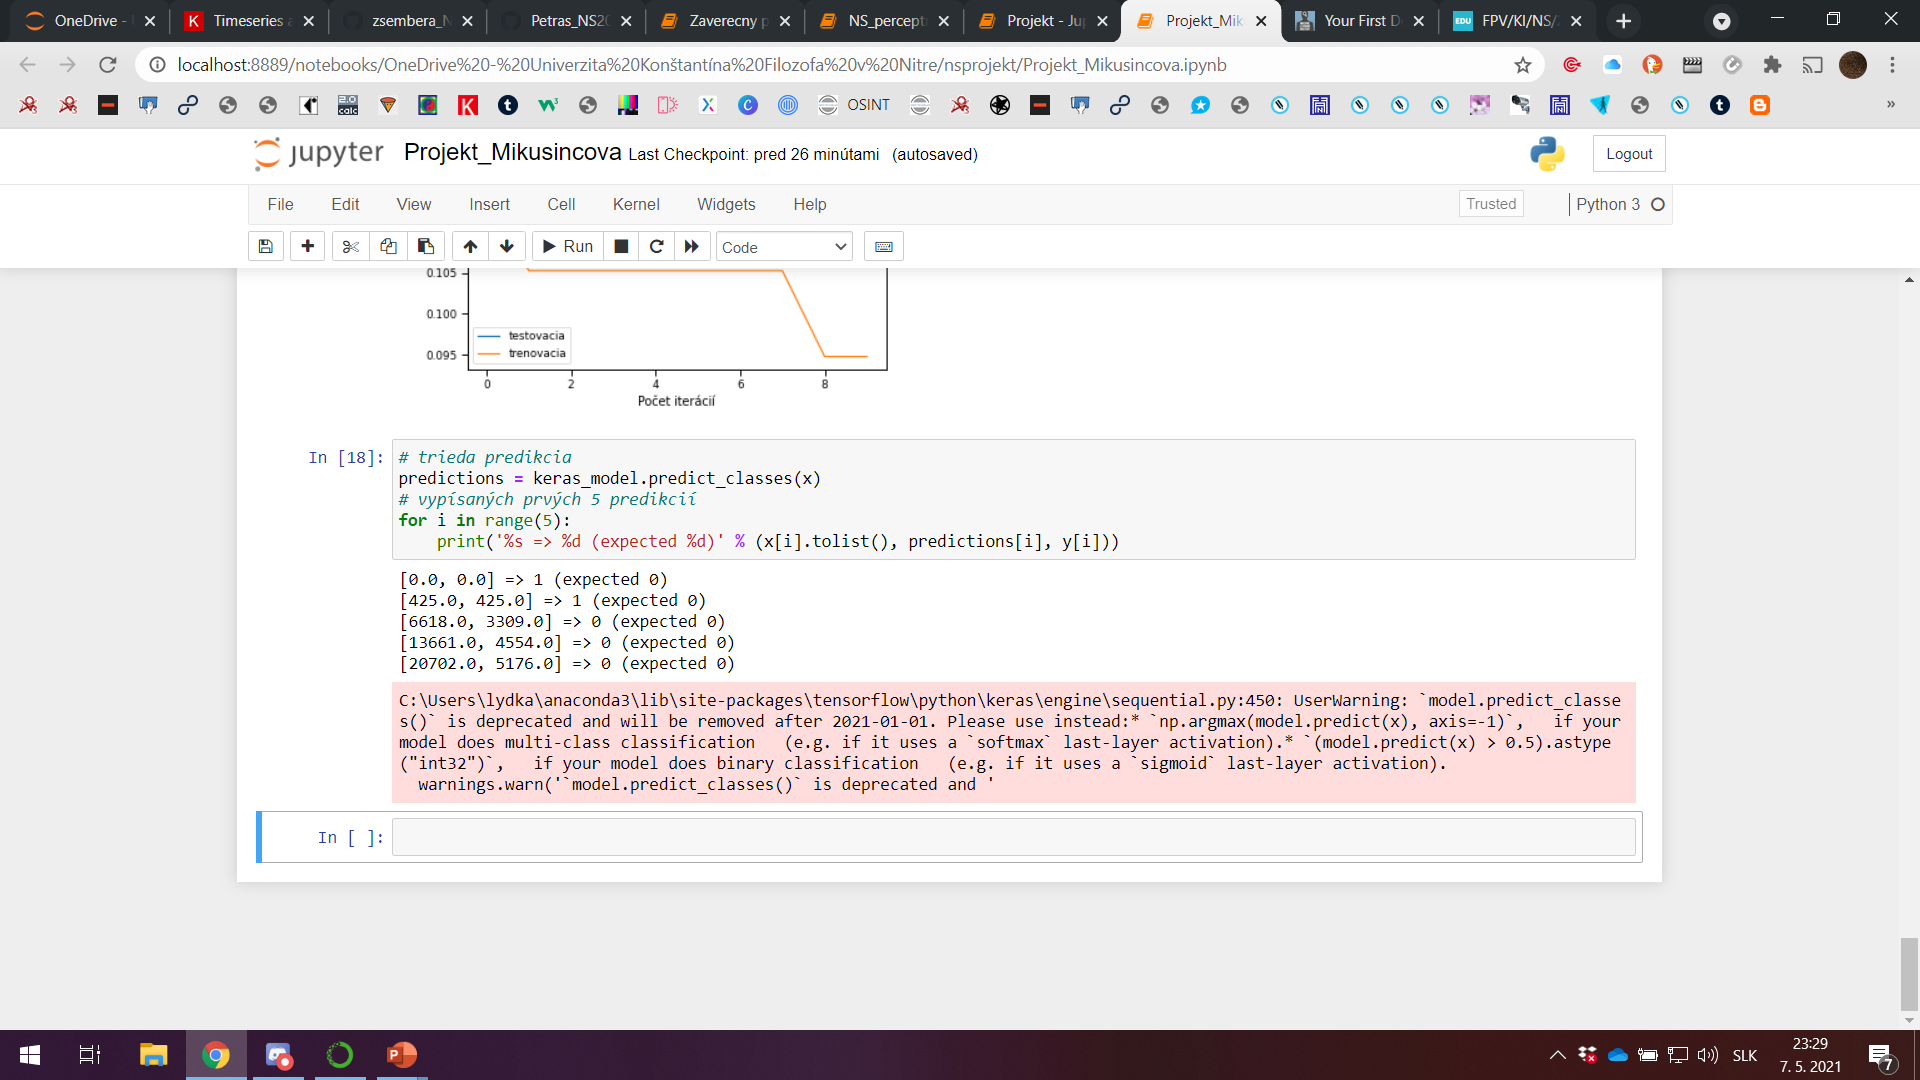 OneDrive -
Timeseries a
zsembera_N
Petras_NS20
Zaverecny p
NS_percept
Projekt - Ju
Projekt_Mik
Your First D
FPV/KI/NS/
localhost:8889/notebooks/OneDrive%20-%20Univerzita%20Konštantína%20Filozofa%20v%20Nitre/nsprojekt/Projekt_Mikusincova.ipynb
OSINT
jupyter Projekt_Mikusincova Last Checkpoint: pred 26 minútami (autosaved)
Logout
File Edit View Insert Cell Kernel Widgets Help
Trusted
Python 3
Run
Code
0.105
0.100
0.095
testovacia
trenovacia
0 2 4 6 8
Počet iterácií
In [18]:
# trieda predikcia
predictions = keras_model.predict_classes(x)
# vypísaných prvých 5 predikcií
for i in range(5):
    print('%s => %d (expected %d)' % (x[i].tolist(), predictions[i], y[i]))
[0.0, 0.0] => 1 (expected 0)
[425.0, 425.0] => 1 (expected 0)
[6618.0, 3309.0] => 0 (expected 0)
[13661.0, 4554.0] => 0 (expected 0)
[20702.0, 5176.0] => 0 (expected 0)
C:\Users\lydka\anaconda3\lib\site-packages\tensorflow\python\keras\engine\sequential.py:450: UserWarning: `model.predict_classe
s()` is deprecated and will be removed after 2021-01-01. Please use instead:* `np.argmax(model.predict(x), axis=-1)`,   if your
model does multi-class classification   (e.g. if it uses a `softmax` last-layer activation).* `(model.predict(x) > 0.5).astype
("int32")`,   if your model does binary classification   (e.g. if it uses a `sigmoid` last-layer activation).
  warnings.warn('`model.predict_classes()` is deprecated and '
In [ ]:
SLK
23:29
7. 5. 2021
7